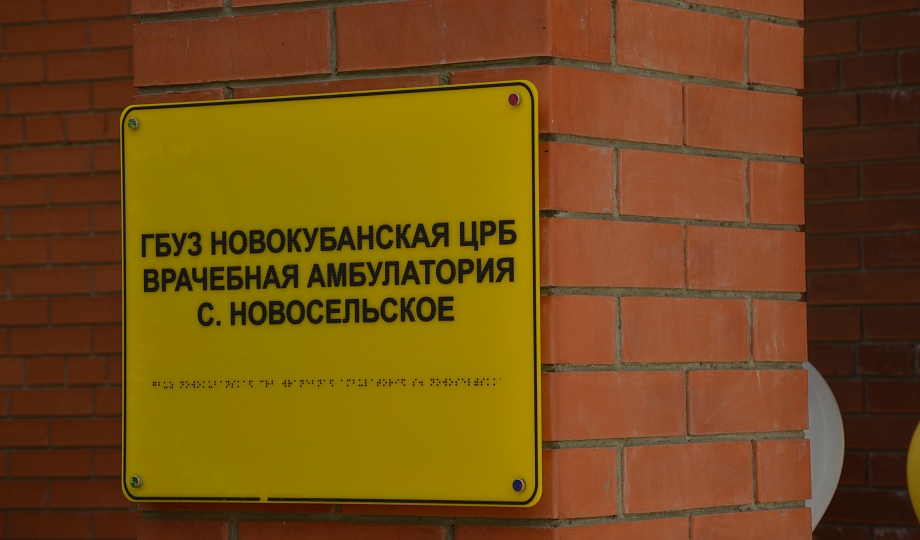 ГБУЗ НОВОКУБАНСКАЯ ЦРБ
ВРАЧЕБНАЯ АМБУЛАТОРИЯ
С. НОВОСЕЛЬСКОЕ